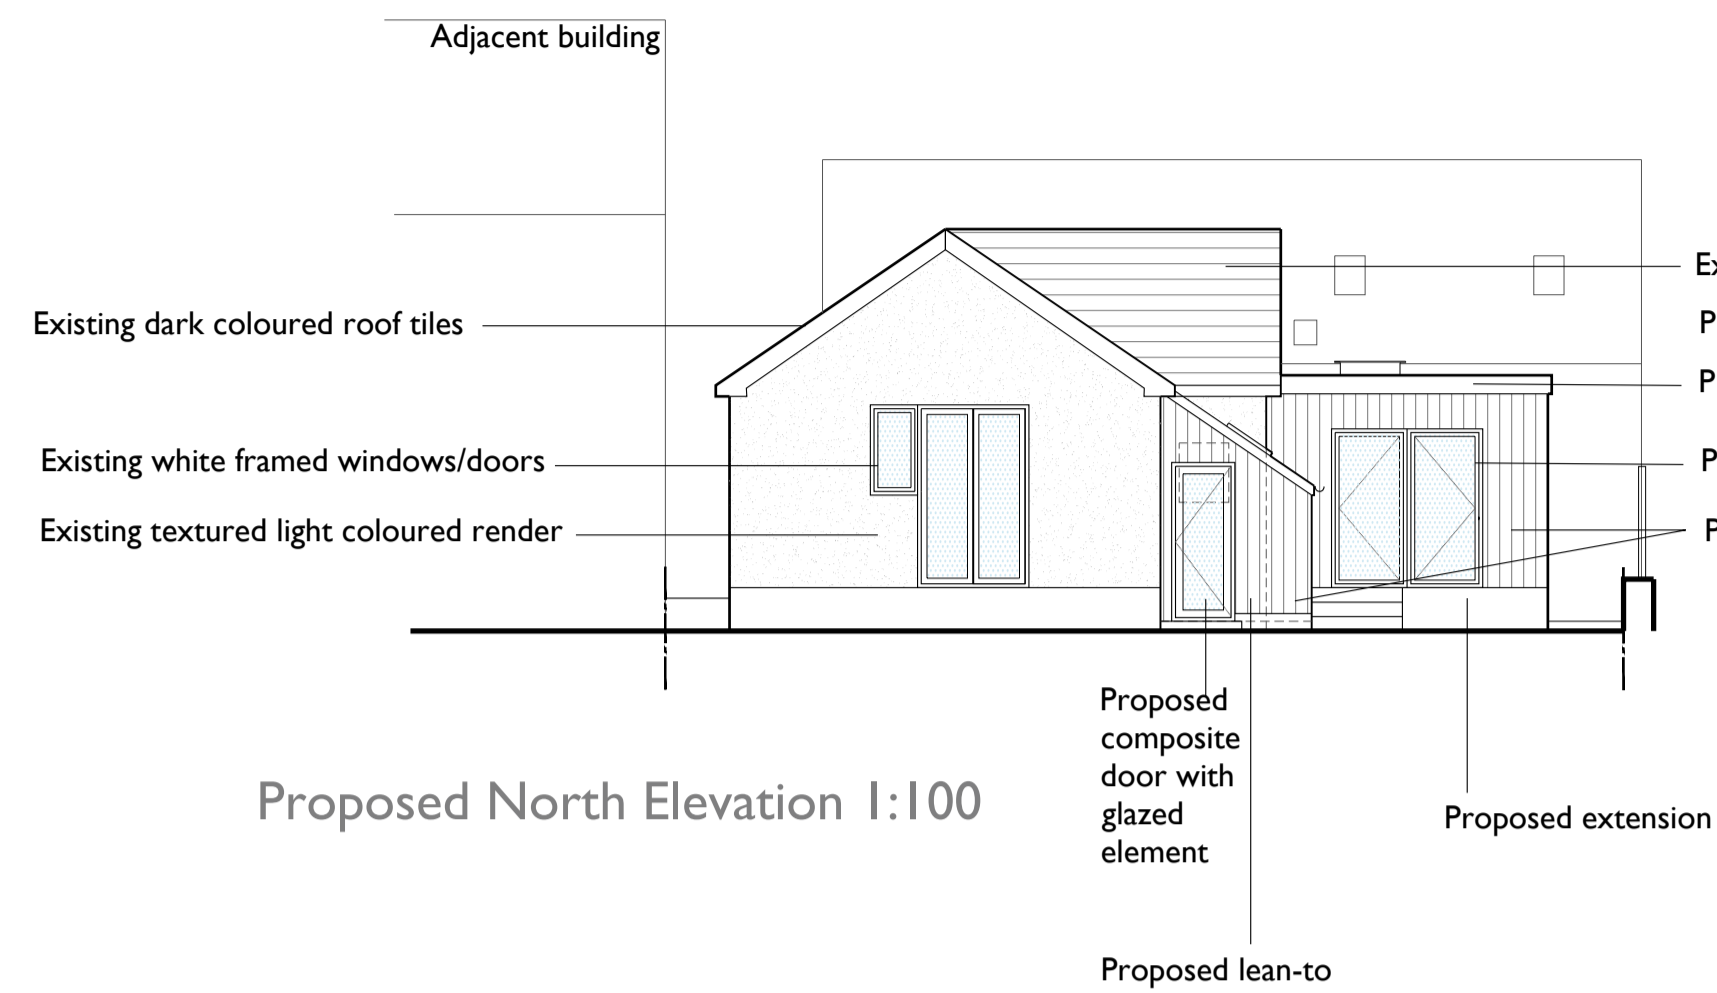 Adjacent building
Existing dark coloured roof tiles
Existing white framed windows/doors
Existing textured light coloured render
Proposed
composite
door with
glazed
element
Proposed extension
Proposed lean-to
Proposed North Elevation 1:100